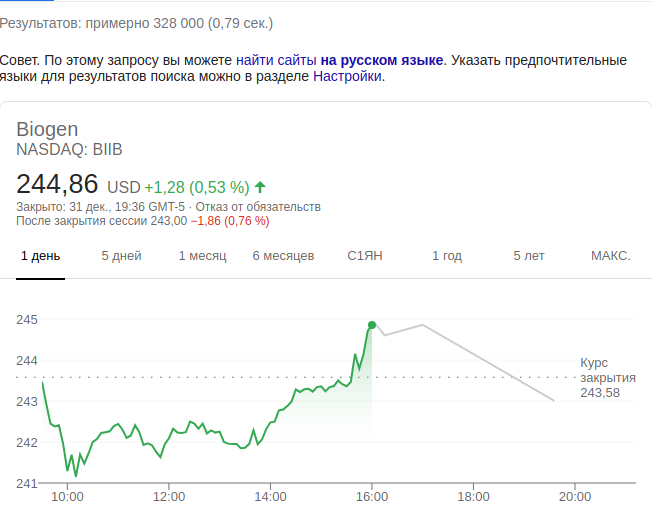 Результатов: примерно 328 000 (0,79 сек.)
Совет. По этому запросу вы можете найти сайты на русском языке. Указать предпочтительные
языки для результатов поиска можно в разделе Настройки.
Biogen
NASDAQ: BIIB
244,86 USD +1,28 (0,53 %)
Закрыто: 31 дек., 19:36 GMT-5 · Отказ от обязательств
После закрытия сессии 243,00 −1,86 (0,76 %)
1 день 5 дней 1 месяц 6 месяцев С1ЯН 1 год 5 лет МАКС.
245
244
Курс
закрытия
243,58
243
242
241
10:00 12:00 14:00 16:00 18:00 20:00